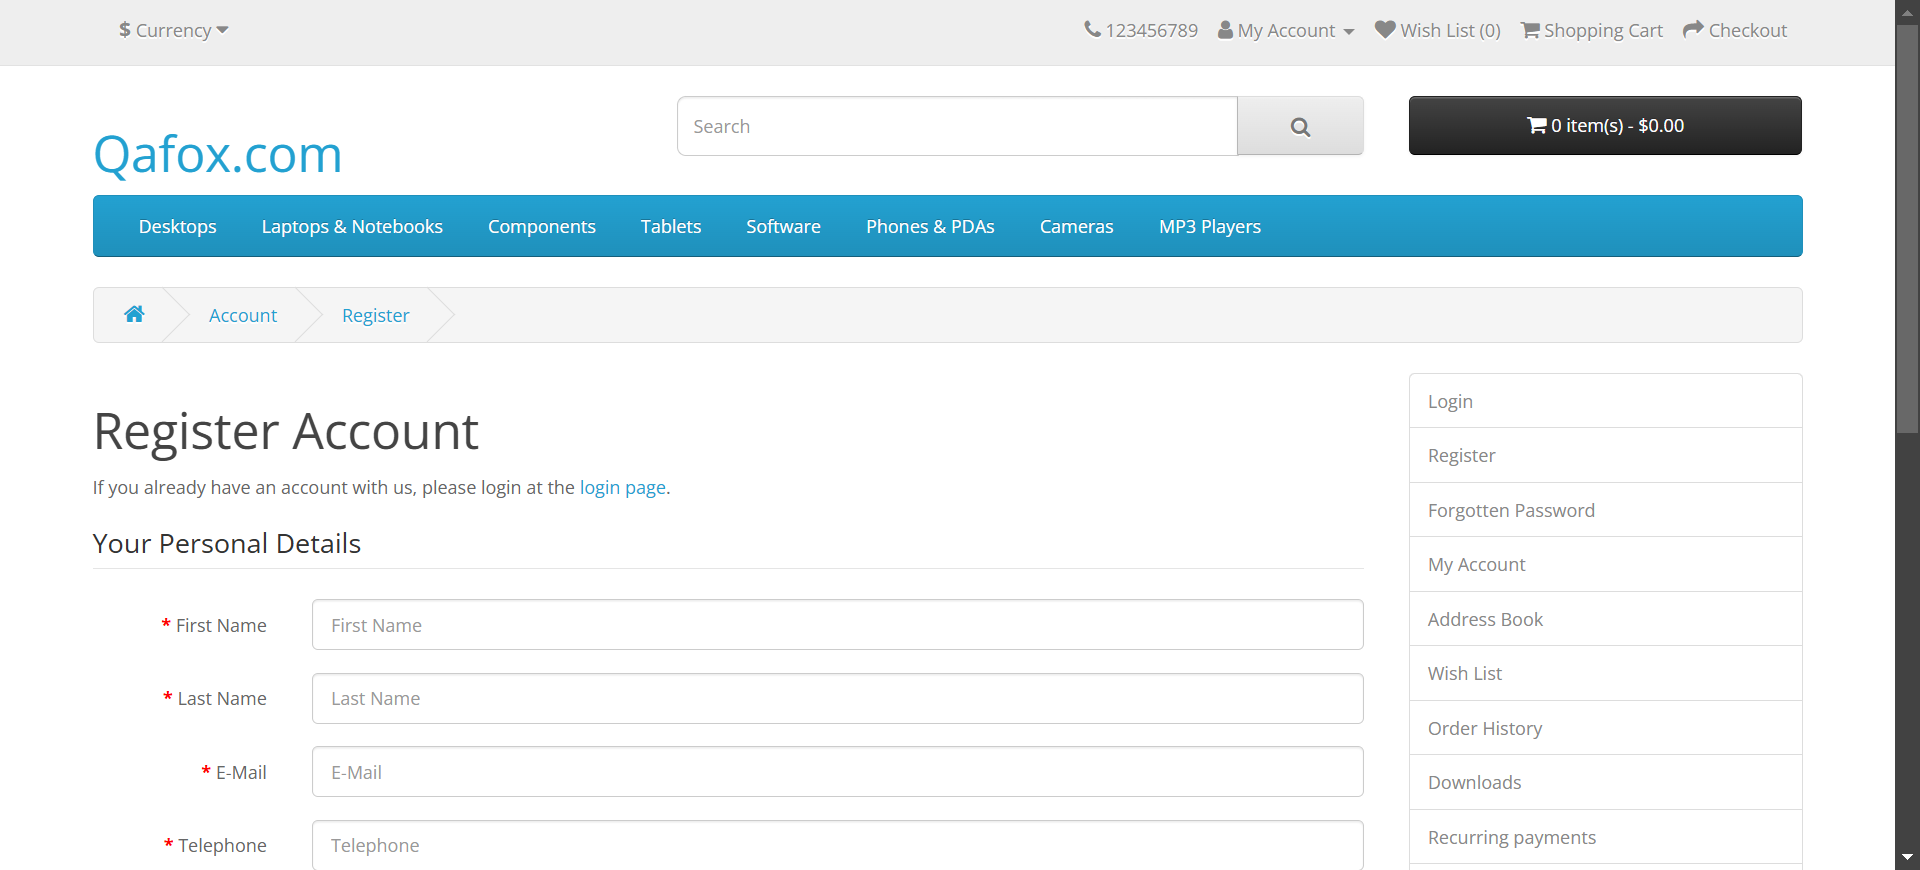 $ Currency
123456789 My Account Wish List (0) Shopping Cart Checkout
Qafox.com
Search
0 item(s) - $0.00
Desktops Laptops & Notebooks Components Tablets Software Phones & PDAs Cameras MP3 Players
Account Register
Register Account
If you already have an account with us, please login at the login page.
Your Personal Details
* First Name First Name
* Last Name Last Name
* E-Mail E-Mail
* Telephone Telephone
Login
Register
Forgotten Password
My Account
Address Book
Wish List
Order History
Downloads
Recurring payments